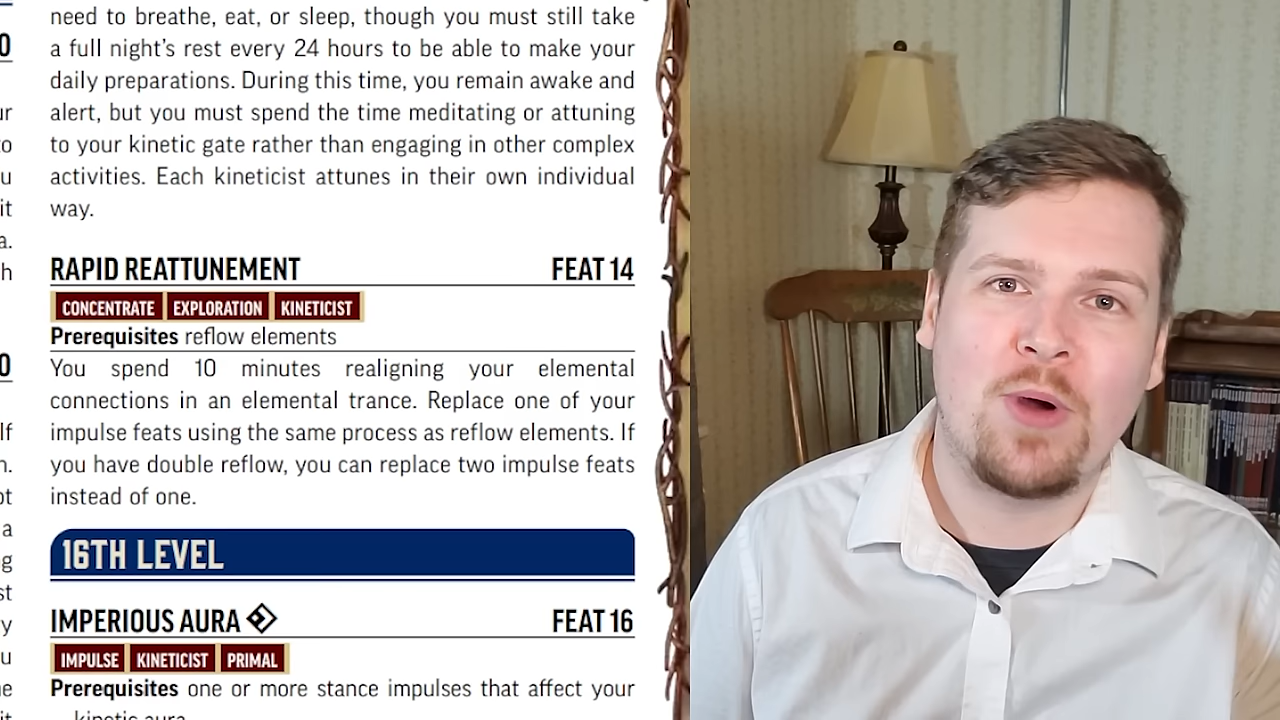 need to breathe, eat, or sleep, though you must still take
a full night's rest every 24 hours to be able to make your
daily preparations. During this time, you remain awake and
alert, but you must spend the time meditating or attuning
to your kinetic gate rather than engaging in other complex
activities. Each kineticist attunes in their own individual
way.
RAPID REATTUNEMENT FEAT 14
CONCENTRATE EXPLORATION KINETICIST
Prerequisites reflow elements
You spend 10 minutes realigning your elemental
connections in an elemental trance. Replace one of your
impulse feats using the same process as reflow elements. If
you have double reflow, you can replace two impulse feats
instead of one.
16TH LEVEL
IMPERIOUS AURA FEAT 16
IMPULSE KINETICIST PRIMAL
Prerequisites one or more stance impulses that affect your
kinetic aura